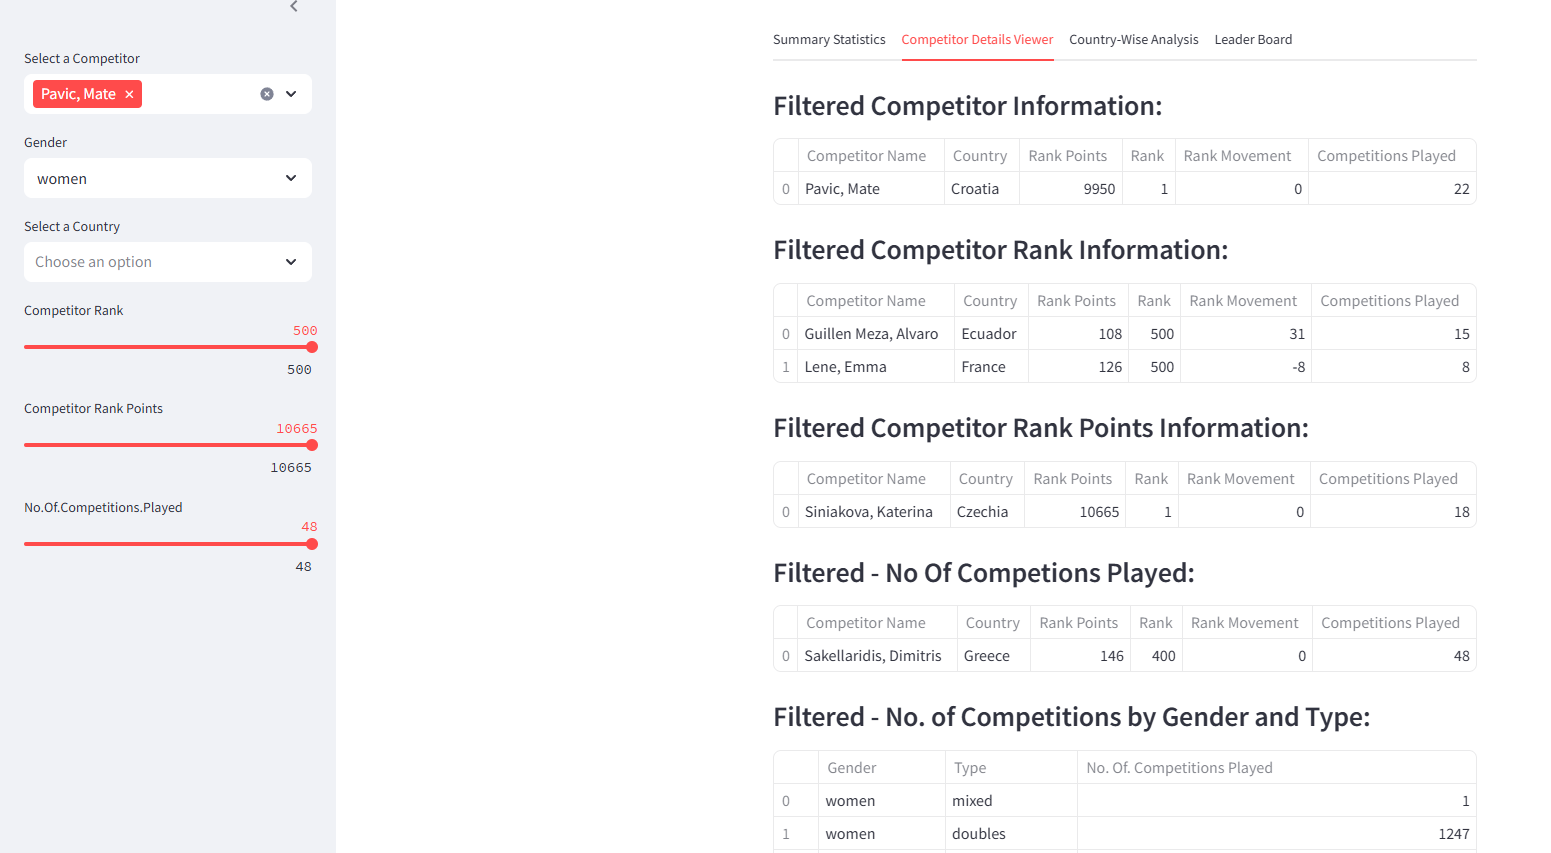 Select a Competitor
Pavic, Mate ×
Gender
women
Select a Country
Choose an option
Competitor Rank
500
500
Competitor Rank Points
10665
10665
No.Of.Competitions.Played
48
48
Summary Statistics Competitor Details Viewer Country-Wise Analysis Leader Board
Filtered Competitor Information:
Competitor Name Country Rank Points Rank Rank Movement Competitions Played
0 Pavic, Mate Croatia 9950 1 0 22
Filtered Competitor Rank Information:
Competitor Name Country Rank Points Rank Rank Movement Competitions Played
0 Guillen Meza, Alvaro Ecuador 108 500 31 15
1 Lene, Emma France 126 500 -8 8
Filtered Competitor Rank Points Information:
Competitor Name Country Rank Points Rank Rank Movement Competitions Played
0 Siniakova, Katerina Czechia 10665 1 0 18
Filtered - No Of Competions Played:
Competitor Name Country Rank Points Rank Rank Movement Competitions Played
0 Sakellaridis, Dimitris Greece 146 400 0 48
Filtered - No. of Competitions by Gender and Type:
Gender Type No. Of. Competitions Played
0 women mixed 1
1 women doubles 1247